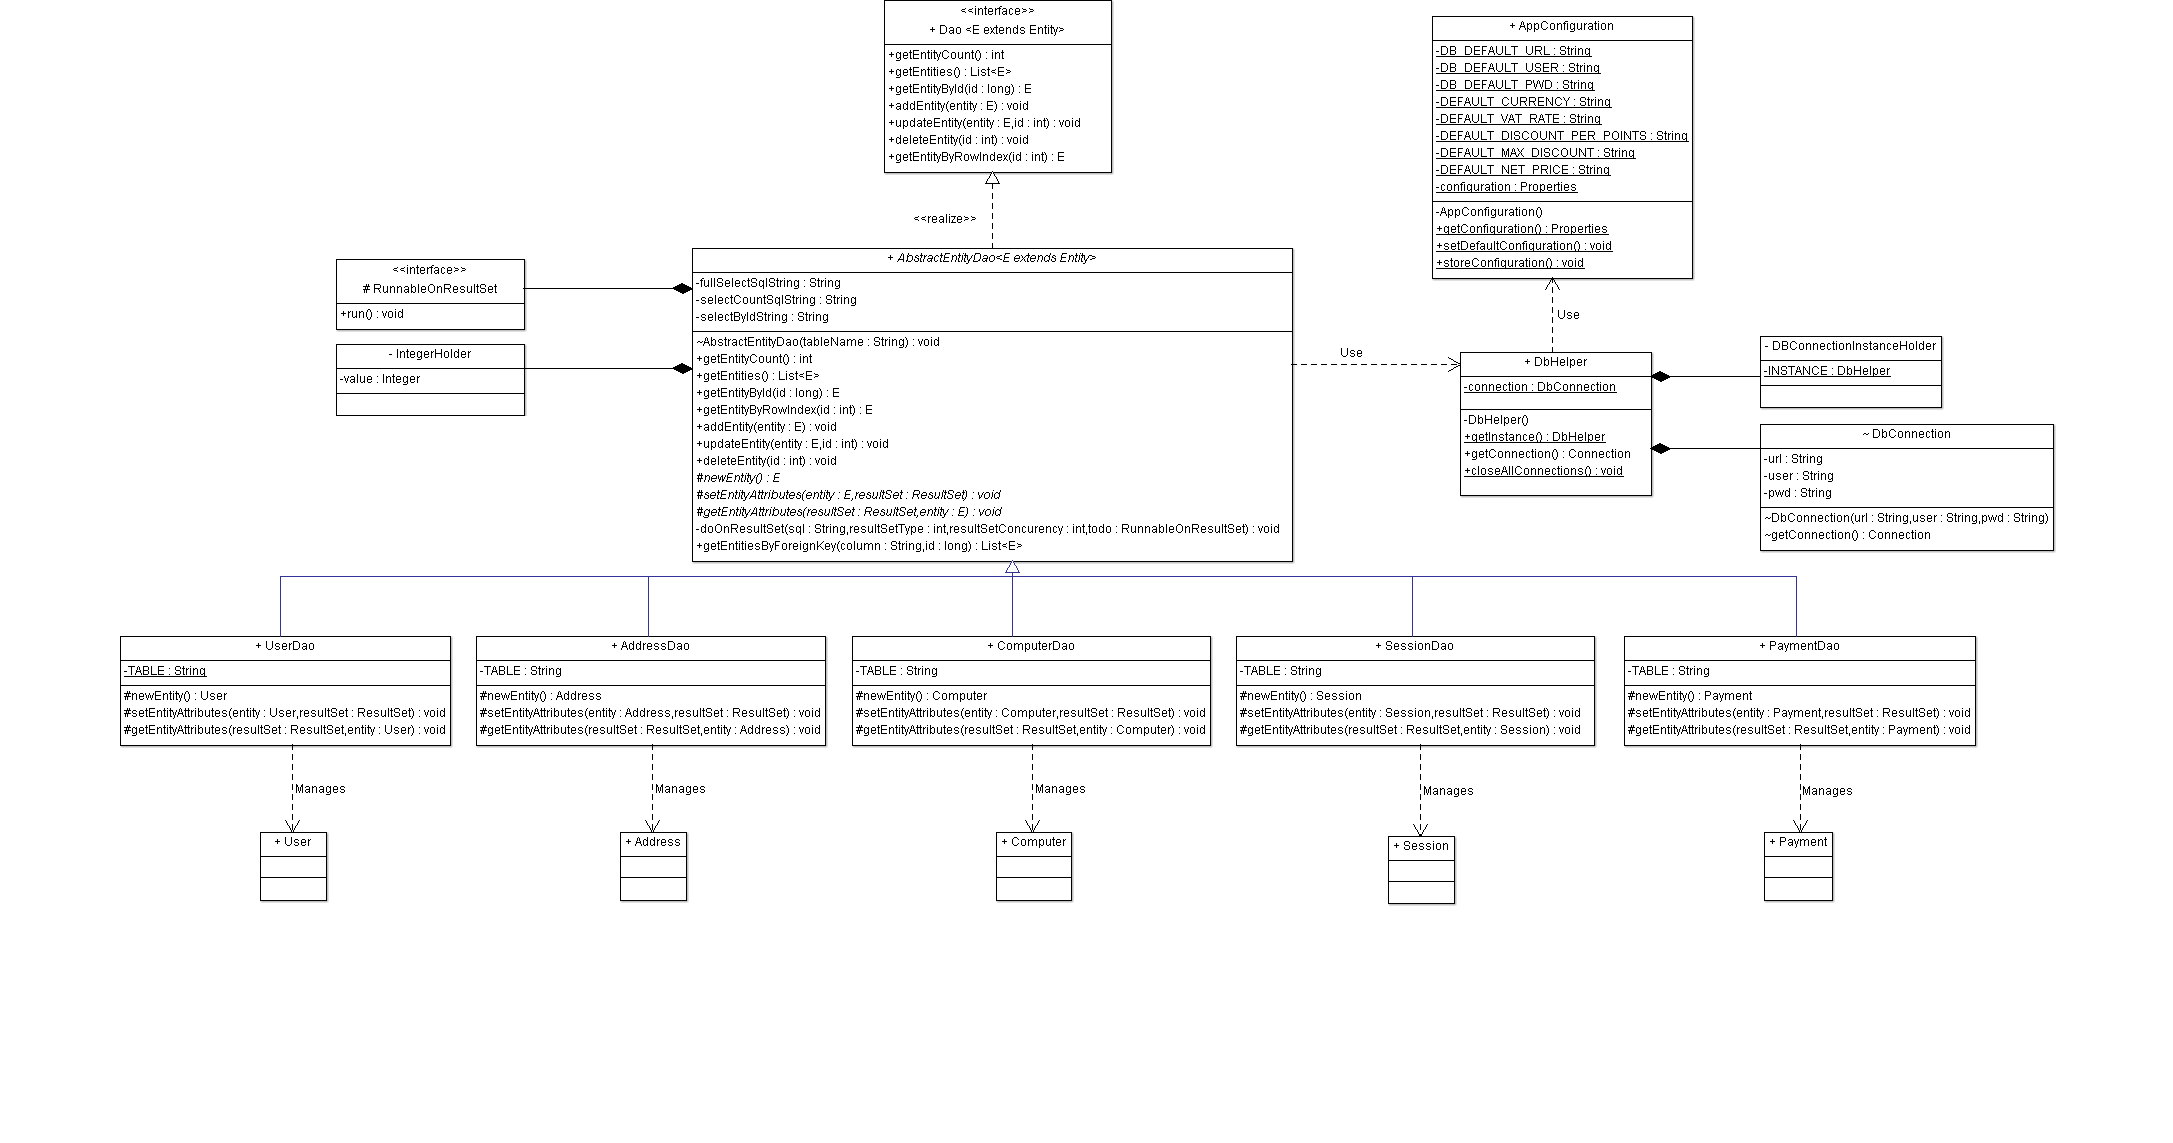 <<interface>>
+ Dao <E extends Entity>
+getEntityCount() : int
+getEntities() : List<E>
+getEntityById(id : long) : E
+addEntity(entity : E) : void
+updateEntity(entity : E,id : int) : void
+deleteEntity(id : int) : void
+getEntityByRowIndex(id : int) : E
+ AppConfiguration
-DB_DEFAULT_URL : String
-DB_DEFAULT_USER : String
-DB_DEFAULT_PWD : String
-DEFAULT_CURRENCY : String
-DEFAULT_VAT_RATE : String
-DEFAULT_DISCOUNT_PER_POINTS : String
-DEFAULT_MAX_DISCOUNT : String
-DEFAULT_NET_PRICE : String
-configuration : Properties
-AppConfiguration()
+getConfiguration() : Properties
+setDefaultConfiguration() : void
+storeConfiguration() : void
<<realize>>
<<interface>>
# RunnableOnResultSet
+run() : void
- IntegerHolder
-value : Integer
+ AbstractEntityDao<E extends Entity>
-fullSelectSqlString : String
-selectCountSqlString : String
-selectByIdString : String
~AbstractEntityDao(tableName : String) : void
+getEntityCount() : int
+getEntities() : List<E>
+getEntityById(id : long) : E
+getEntityByRowIndex(id : int) : E
+addEntity(entity : E) : void
+updateEntity(entity : E,id : int) : void
+deleteEntity(id : int) : void
#newEntity() : E
#setEntityAttributes(entity : E,resultSet : ResultSet) : void
#getEntityAttributes(resultSet : ResultSet,entity : E) : void
-doOnResultSet(sql : String,resultSetType : int,resultSetConcurency : int,todo : RunnableOnResultSet) : void
+getEntitiesByForeignKey(column : String,id : long) : List<E>
Use
Use
+ DbHelper
-connection : DbConnection
-DbHelper()
+getInstance() : DbHelper
+getConnection() : Connection
+closeAllConnections() : void
- DBConnectionInstanceHolder
-INSTANCE : DbHelper
~ DbConnection
-url : String
-user : String
-pwd : String
~DbConnection(url : String,user : String,pwd : String)
~getConnection() : Connection
+ UserDao
-TABLE : String
#newEntity() : User
#setEntityAttributes(entity : User,resultSet : ResultSet) : void
#getEntityAttributes(resultSet : ResultSet,entity : User) : void
+ AddressDao
-TABLE : String
#newEntity() : Address
#setEntityAttributes(entity : Address,resultSet : ResultSet) : void
#getEntityAttributes(resultSet : ResultSet,entity : Address) : void
+ ComputerDao
-TABLE : String
#newEntity() : Computer
#setEntityAttributes(entity : Computer,resultSet : ResultSet) : void
#getEntityAttributes(resultSet : ResultSet,entity : Computer) : void
+ SessionDao
-TABLE : String
#newEntity() : Session
#setEntityAttributes(entity : Session,resultSet : ResultSet) : void
#getEntityAttributes(resultSet : ResultSet,entity : Session) : void
+ PaymentDao
-TABLE : String
#newEntity() : Payment
#setEntityAttributes(entity : Payment,resultSet : ResultSet) : void
#getEntityAttributes(resultSet : ResultSet,entity : Payment) : void
Manages
Manages
Manages
Manages
Manages
+ User
+ Address
+ Computer
+ Session
+ Payment